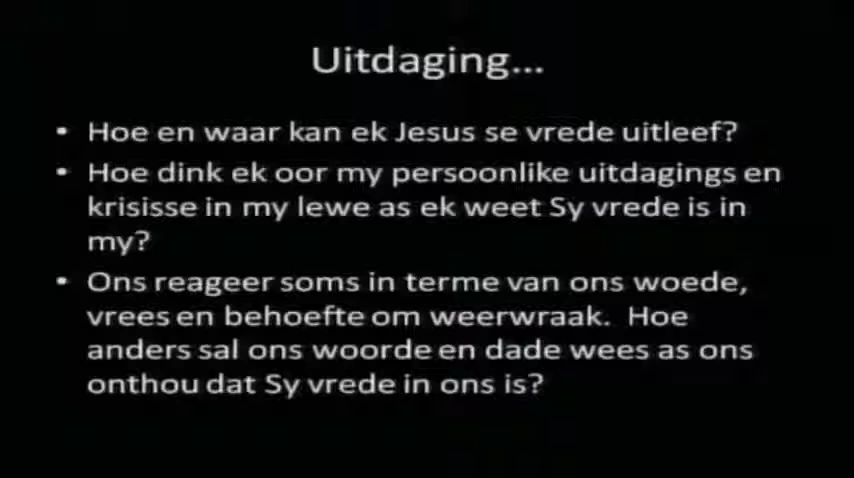 Uitdaging...
• Hoe en waar kan ek Jesus se vrede uitleef?
• Hoe dink ek oor my persoonlike uitdagings en
krisisse in my lewe as ek weet Sy vrede is in
my?
• Ons reageer soms in terme van ons woede,
vrees en behoefte om weerwraak.  Hoe
anders sal ons woorde en dade wees as ons
onthou dat Sy vrede in ons is?